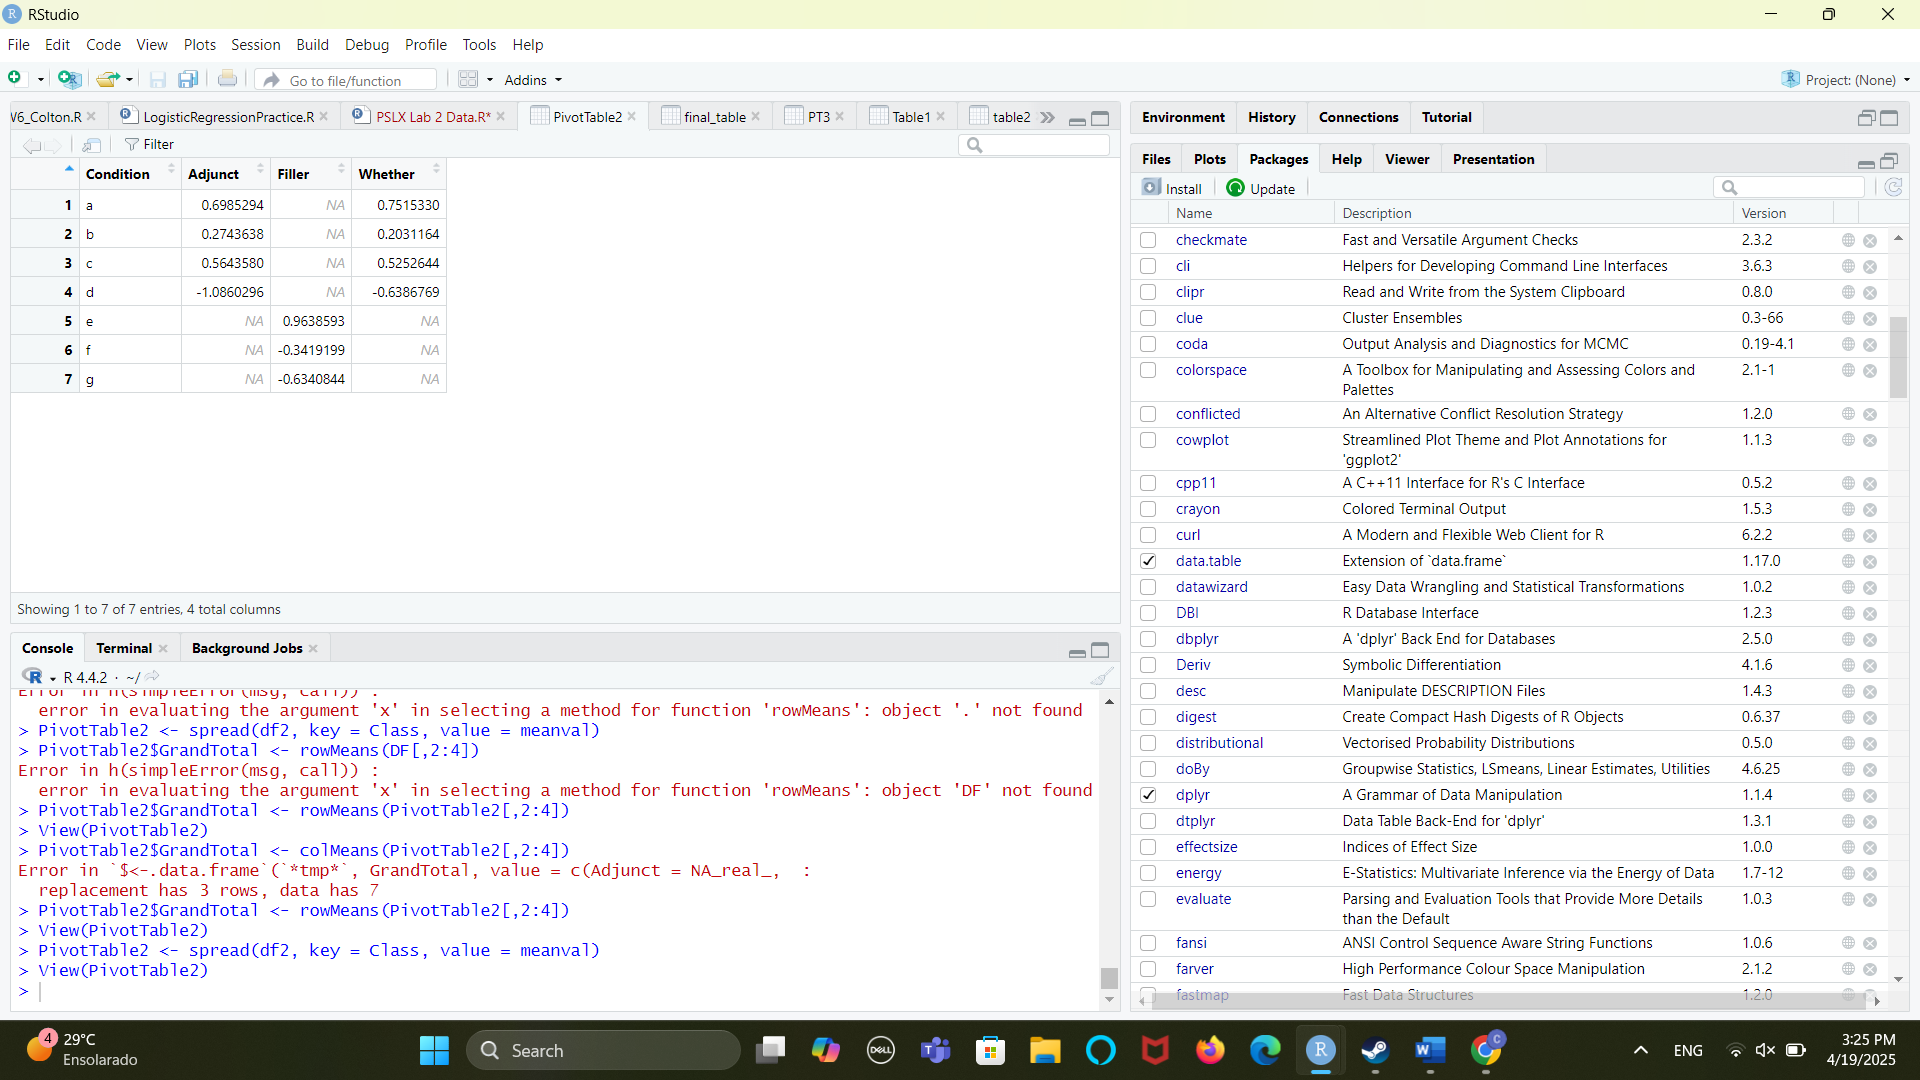 RStudio
File Edit Code View Plots Session Build Debug Profile Tools Help
Go to file/function Addins Project: (None)
V6_Colton.R LogisticRegressionPractice.R PSLX Lab 2 Data.R* PivotTable2 final_table PT3 Table1 table2
Filter
Condition Adjunct Filler Whether
1 a 0.6985294 NA 0.7515330
2 b 0.2743638 NA 0.2031164
3 c 0.5643580 NA 0.5252644
4 d -1.0860296 NA -0.6386769
5 e NA 0.9638593 NA
6 f NA -0.3419199 NA
7 g NA -0.6340844 NA
Showing 1 to 7 of 7 entries, 4 total columns
Console Terminal Background Jobs
R 4.4.2 · ~/
Error in h(simpleError(msg, call)) :
error in evaluating the argument 'x' in selecting a method for function 'rowMeans': object '.' not found
> PivotTable2 <- spread(df2, key = Class, value = meanval)
> PivotTable2$GrandTotal <- rowMeans(DF[,2:4])
Error in h(simpleError(msg, call)) :
error in evaluating the argument 'x' in selecting a method for function 'rowMeans': object 'DF' not found
> PivotTable2$GrandTotal <- rowMeans(PivotTable2[,2:4])
> View(PivotTable2)
> PivotTable2$GrandTotal <- colMeans(PivotTable2[,2:4])
Error in `$<-.data.frame`(`*tmp*`, GrandTotal, value = c(Adjunct = NA_real_, :
replacement has 3 rows, data has 7
> PivotTable2$GrandTotal <- rowMeans(PivotTable2[,2:4])
> View(PivotTable2)
> PivotTable2 <- spread(df2, key = Class, value = meanval)
> View(PivotTable2)
>
Environment History Connections Tutorial
Files Plots Packages Help Viewer Presentation
Install Update
Name Description Version
checkmate Fast and Versatile Argument Checks 2.3.2
cli Helpers for Developing Command Line Interfaces 3.6.3
clipr Read and Write from the System Clipboard 0.8.0
clue Cluster Ensembles 0.3-66
coda Output Analysis and Diagnostics for MCMC 0.19-4.1
colorspace A Toolbox for Manipulating and Assessing Colors and 2.1-1
Palettes
conflicted An Alternative Conflict Resolution Strategy 1.2.0
cowplot Streamlined Plot Theme and Plot Annotations for 1.1.3
'ggplot2'
cpp11 A C++11 Interface for R's C Interface 0.5.2
crayon Colored Terminal Output 1.5.3
curl A Modern and Flexible Web Client for R 6.2.2
data.table Extension of `data.frame` 1.17.0
datawizard Easy Data Wrangling and Statistical Transformations 1.0.2
DBI R Database Interface 1.2.3
dbplyr A 'dplyr' Back End for Databases 2.5.0
Deriv Symbolic Differentiation 4.1.6
desc Manipulate DESCRIPTION Files 1.4.3
digest Create Compact Hash Digests of R Objects 0.6.37
distributional Vectorised Probability Distributions 0.5.0
doBy Groupwise Statistics, LSmeans, Linear Estimates, Utilities 4.6.25
dplyr A Grammar of Data Manipulation 1.1.4
dtplyr Data Table Back-End for 'dplyr' 1.3.1
effectsize Indices of Effect Size 1.0.0
energy E-Statistics: Multivariate Inference via the Energy of Data 1.7-12
evaluate Parsing and Evaluation Tools that Provide More Details 1.0.3
than the Default
fansi ANSI Control Sequence Aware String Functions 1.0.6
farver High Performance Colour Space Manipulation 2.1.2
fastmap Fast Data Structures 1.2.0
4 29°C
Ensolarado
Search
DELL
ENG
3:25 PM
4/19/2025